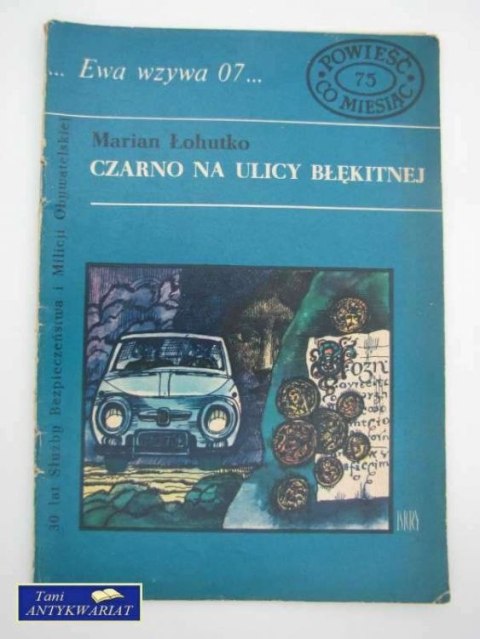 ... Ewa wzywa 07 ...
POWIEŚĆ
75
CO MIESIĄC
Marian Łohutko
CZARNO NA ULICY BŁĘKITNEJ
30 lat Służby Bezpieczeństwa i Milicji Obywatelskiej
Tani
ANTYKWARIAT